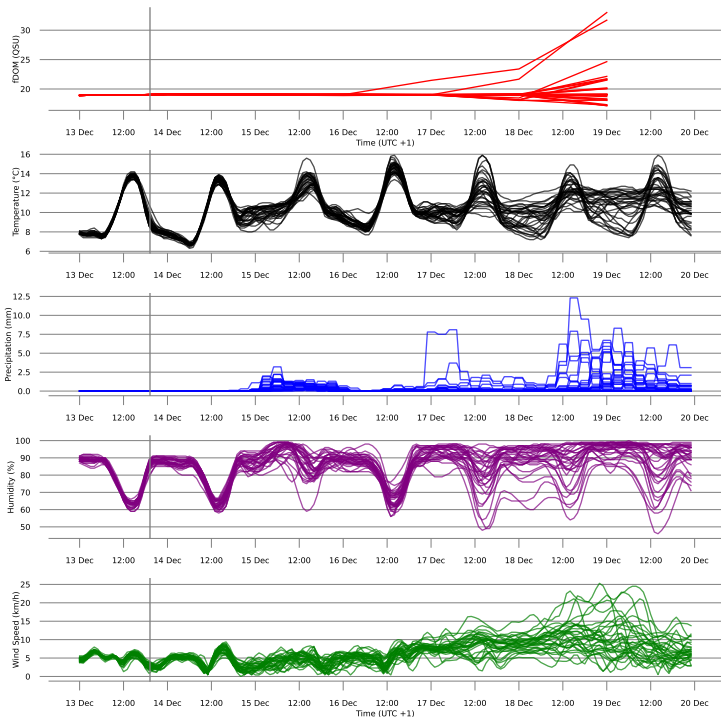 fDOM (QSU)
30
25
20
13 Dec 12:00 14 Dec 12:00 15 Dec 12:00 16 Dec 12:00 17 Dec 12:00 18 Dec 12:00 19 Dec 12:00 20 Dec
Time (UTC +1)
Temperature (°C)
16
14
12
10
8
6
13 Dec 12:00 14 Dec 12:00 15 Dec 12:00 16 Dec 12:00 17 Dec 12:00 18 Dec 12:00 19 Dec 12:00 20 Dec
Precipitation (mm)
12.5
10.0
7.5
5.0
2.5
0.0
13 Dec 12:00 14 Dec 12:00 15 Dec 12:00 16 Dec 12:00 17 Dec 12:00 18 Dec 12:00 19 Dec 12:00 20 Dec
Humidity (%)
100
90
80
70
60
50
13 Dec 12:00 14 Dec 12:00 15 Dec 12:00 16 Dec 12:00 17 Dec 12:00 18 Dec 12:00 19 Dec 12:00 20 Dec
Wind Speed (km/h)
25
20
15
10
5
0
13 Dec 12:00 14 Dec 12:00 15 Dec 12:00 16 Dec 12:00 17 Dec 12:00 18 Dec 12:00 19 Dec 12:00 20 Dec
Time (UTC +1)